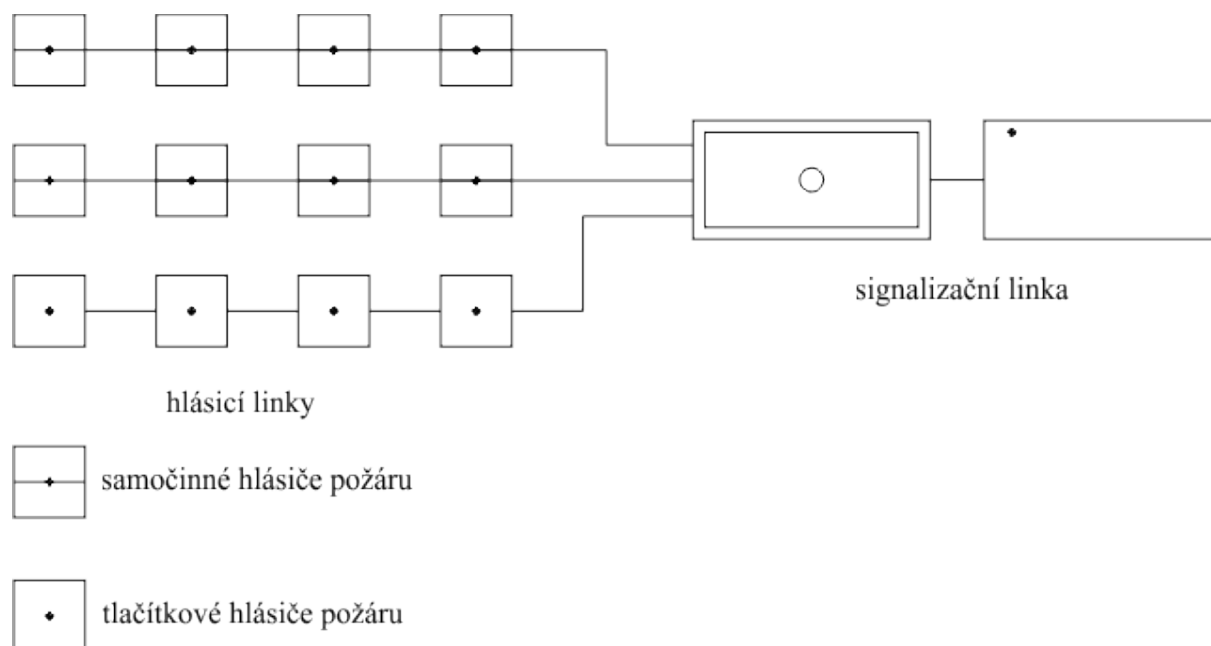 signalizační linka
hlásicí linky
samočinné hlásiče požáru
tlačítkové hlásiče požáru